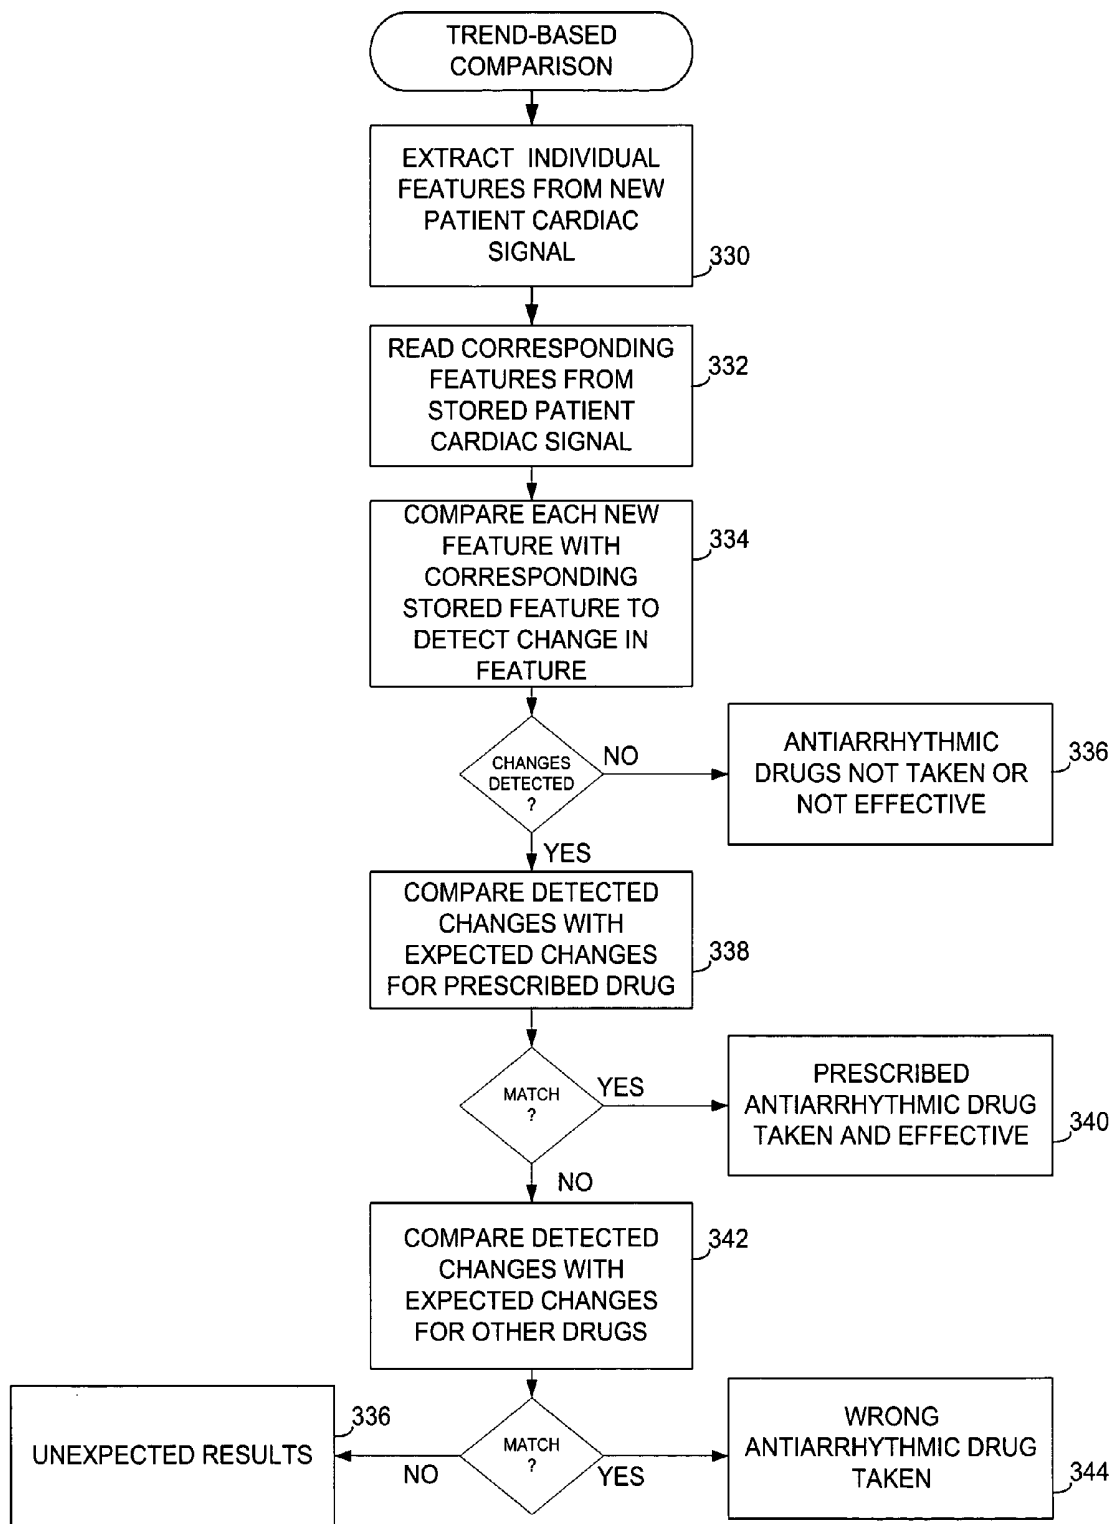 TREND-BASED
COMPARISON
EXTRACT INDIVIDUAL
FEATURES FROM NEW
PATIENT CARDIAC
SIGNAL
330
READ CORRESPONDING
FEATURES FROM
STORED PATIENT
CARDIAC SIGNAL
332
COMPARE EACH NEW
FEATURE WITH
CORRESPONDING
STORED FEATURE TO
DETECT CHANGE IN
FEATURE
334
CHANGES
DETECTED
?
NO
ANTIARRHYTHMIC
DRUGS NOT TAKEN OR
NOT EFFECTIVE
336
YES
COMPARE DETECTED
CHANGES WITH
EXPECTED CHANGES
FOR PRESCRIBED DRUG
338
MATCH
?
YES
PRESCRIBED
ANTIARRHYTHMIC DRUG
TAKEN AND EFFECTIVE
340
NO
COMPARE DETECTED
CHANGES WITH
EXPECTED CHANGES
FOR OTHER DRUGS
342
UNEXPECTED RESULTS
336
NO
MATCH
?
YES
WRONG
ANTIARRHYTHMIC DRUG
TAKEN
344